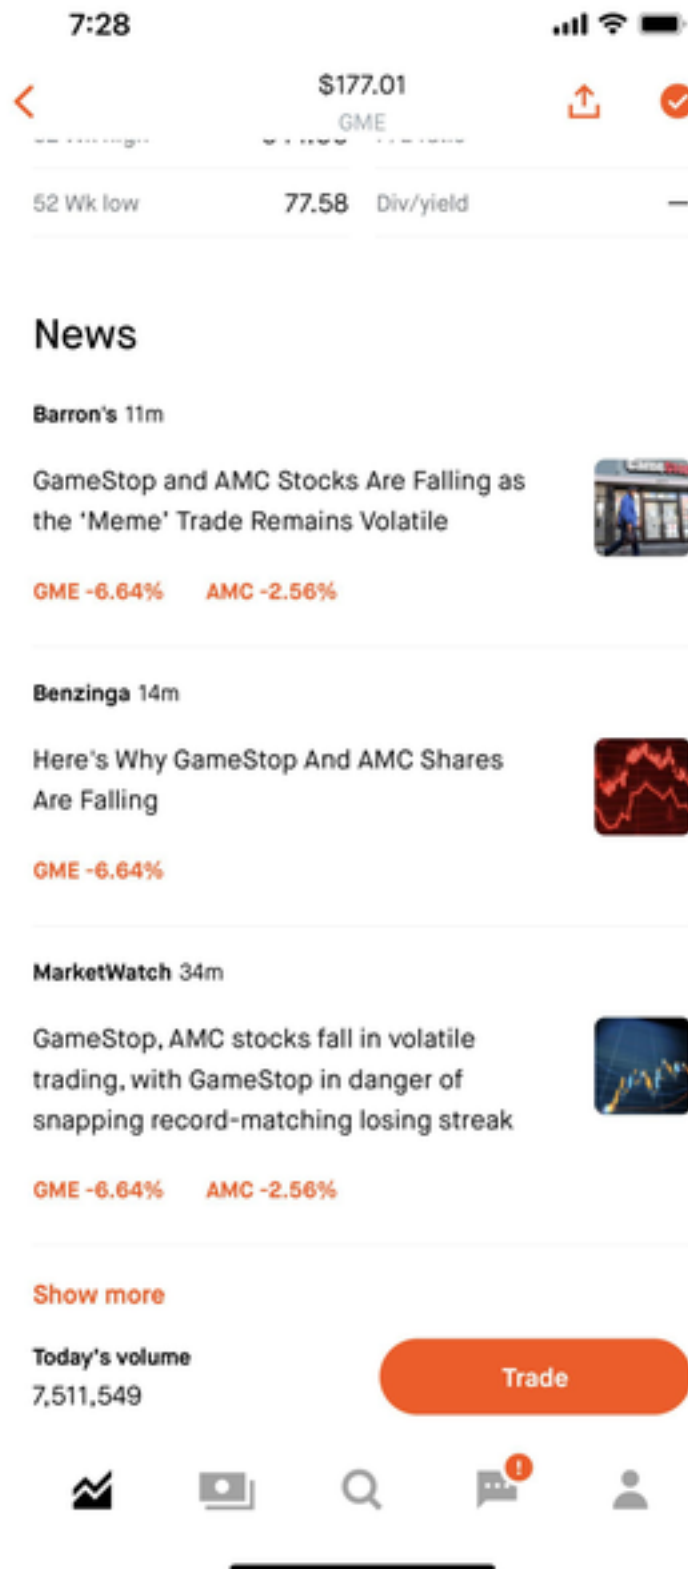 7:28
$177.01
GME
52 Wk low 77.58 Div/yield —
News
Barron's 11m
GameStop and AMC Stocks Are Falling as
the ‘Meme’ Trade Remains Volatile
GME -6.64% AMC -2.56%
Benzinga 14m
Here's Why GameStop And AMC Shares
Are Falling
GME -6.64%
MarketWatch 34m
GameStop, AMC stocks fall in volatile
trading, with GameStop in danger of
snapping record-matching losing streak
GME -6.64% AMC -2.56%
Show more
Today's volume
7,511,549
Trade
!